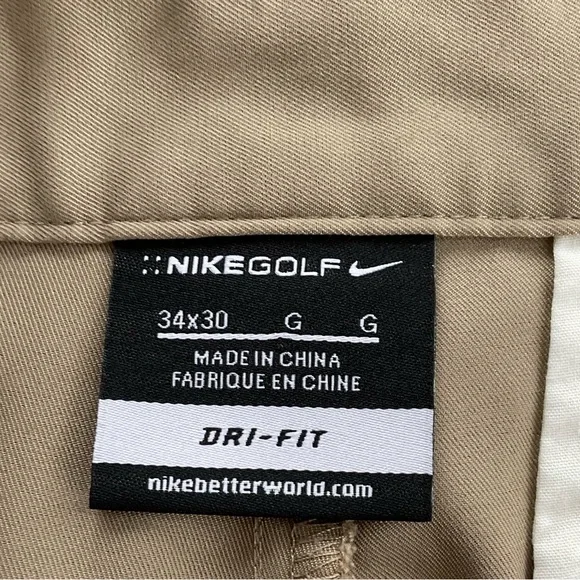 NIKEGOLF
34x30 G G
MADE IN CHINA
FABRIQUE EN CHINE
DRI-FIT
nikebetterworld.com